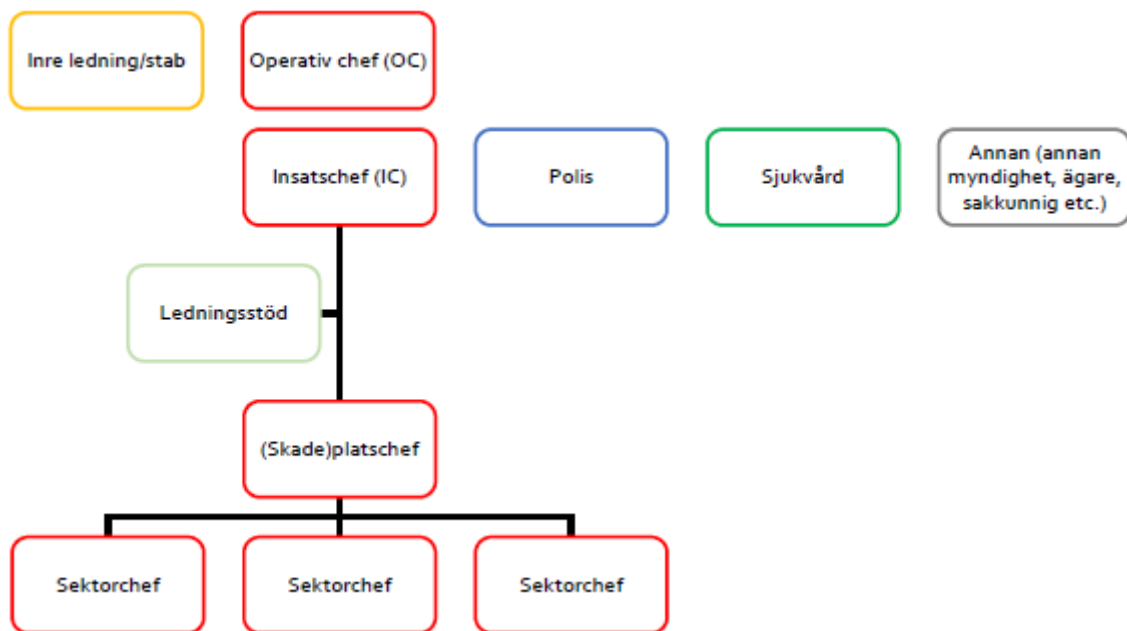 Inre ledning/stab
Operativ chef (OC)
Insatschef (IC)
Polis
Sjukvård
Annan (annan
myndighet, ägare,
sakkunnig etc.)
Ledningsstöd
(Skade)platschef
Sektorchef
Sektorchef
Sektorchef